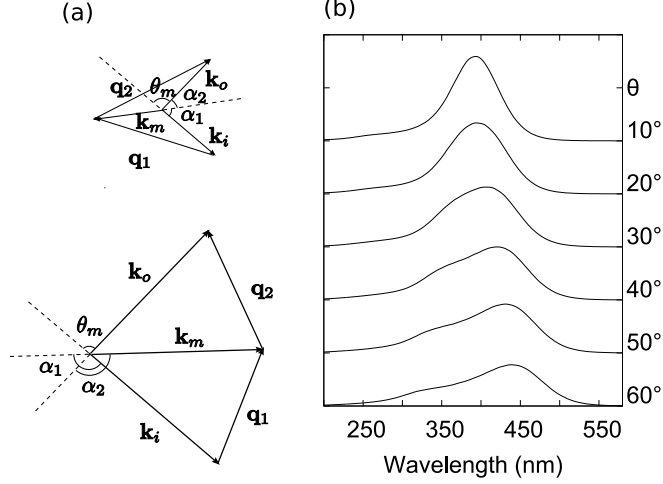 (a)
(b)
q₂
θₘ
kₒ
α₂
α₁
kₘ
kᵢ
q₁
kₒ
q₂
θₘ
kₘ
α₁
α₂
q₁
kᵢ
θ
10°
20°
30°
40°
50°
60°
250 350 450 550
Wavelength (nm)